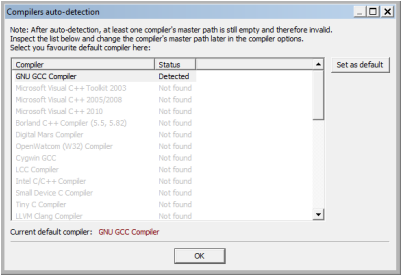 Compilers auto-detection
Note: After auto-detection, at least one compiler's master path is still empty and therefore invalid.
Inspect the list below and change the compiler's master path later in the compiler options.
Select you favourite default compiler here:
Compiler Status
GNU GCC Compiler Detected
Set as default
Microsoft Visual C++ Toolkit 2003 Not found
Microsoft Visual C++ 2005/2008 Not found
Microsoft Visual C++ 2010 Not found
Borland C++ Compiler (5.5, 5.82) Not found
Digital Mars Compiler Not found
OpenWatcom (W32) Compiler Not found
Cygwin GCC Not found
LCC Compiler Not found
Intel C/C++ Compiler Not found
Small Device C Compiler Not found
Tiny C Compiler Not found
LLVM Clang Compiler Not found
Current default compiler: GNU GCC Compiler
OK